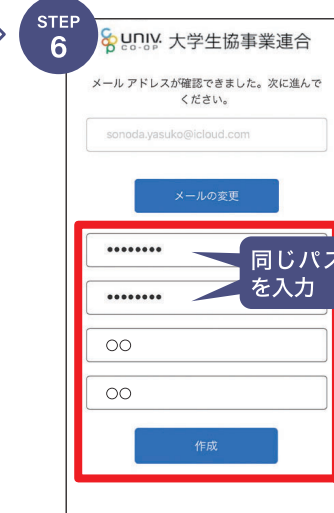 STEP
6
univ. CO-OP 大学生協事業連合
メール アドレスが確認できました。次に進んで
ください。
sonoda.yasuko@icloud.com
メールの変更
••••••••
同じパス
を入力
••••••••
○○
○○
作成